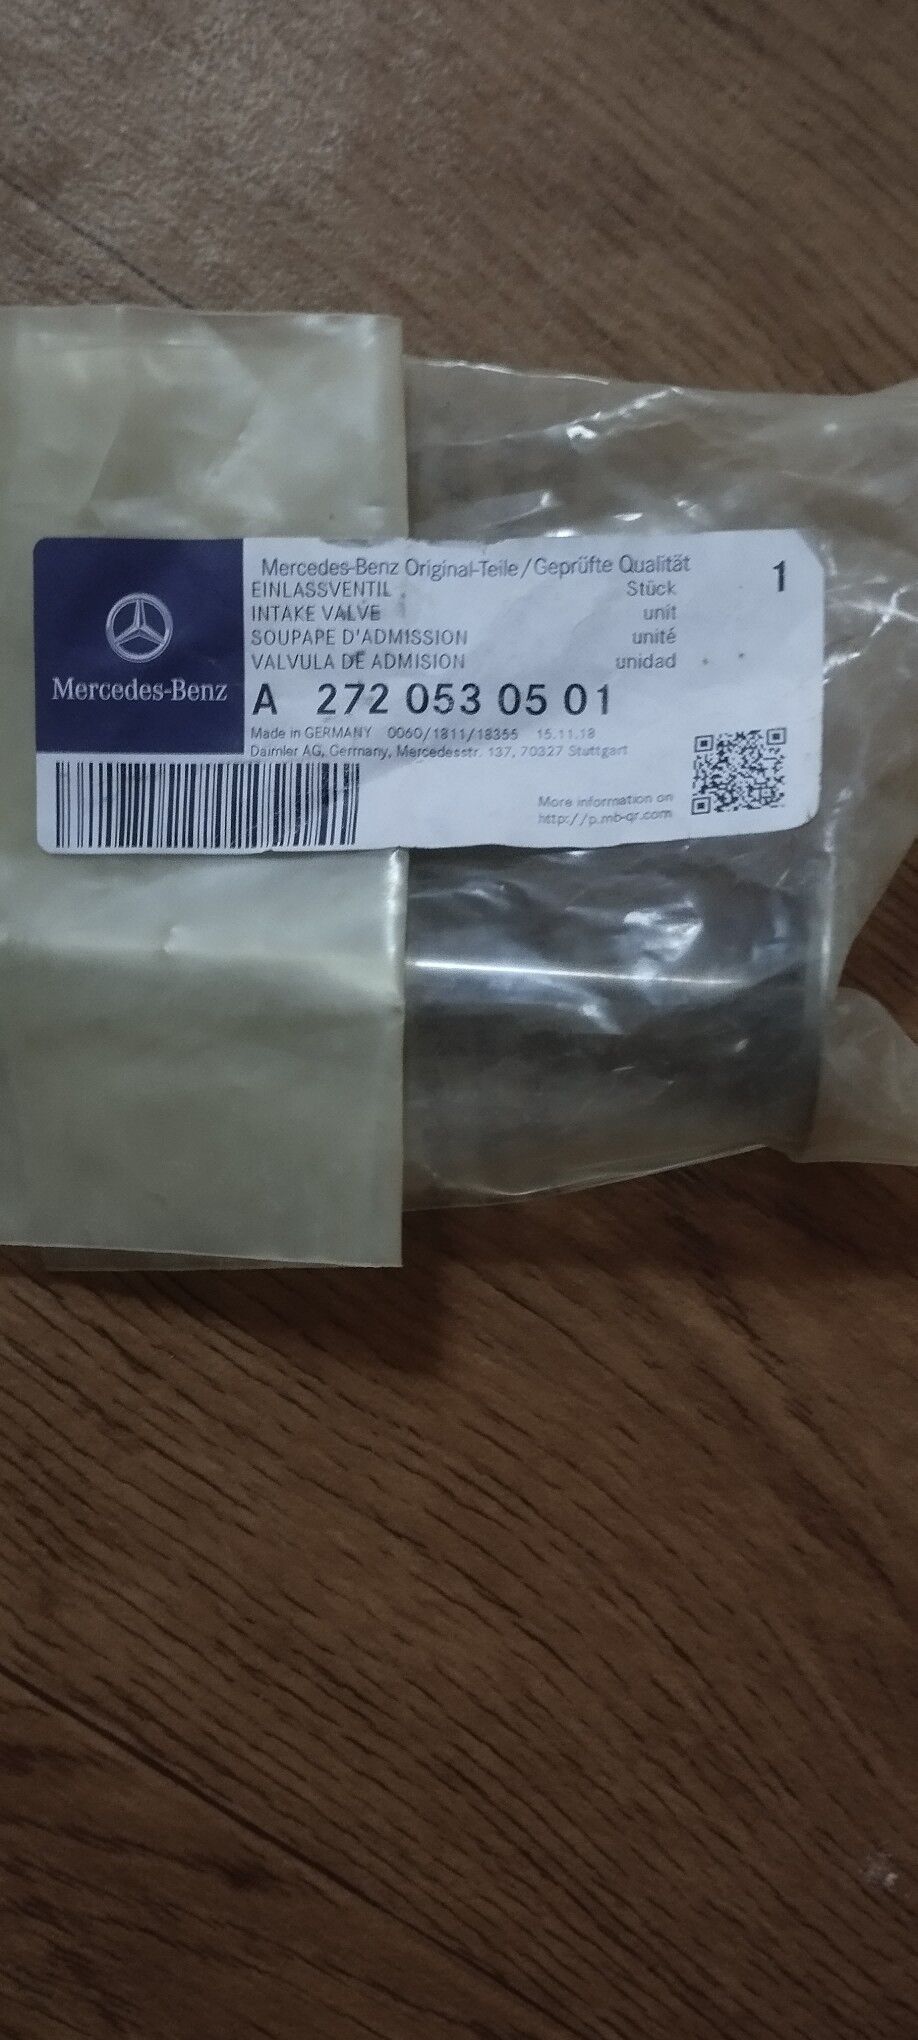 Mercedes-Benz Original-Teile/Geprüfte Qualität 1
EINLASSVENTIL Stück
INTAKE VALVE unit
SOUPAPE D'ADMISSION unité
VALVULA DE ADMISION unidad
Mercedes-Benz
A 272 053 05 01
Made in GERMANY 0060/1811/18355 15.11.18
Daimler AG, Germany, Mercedesstr. 137, 70327 Stuttgart
More information on
http://p.mb-qr.com